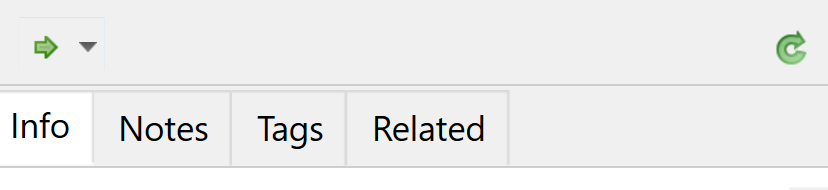 Info Notes Tags Related